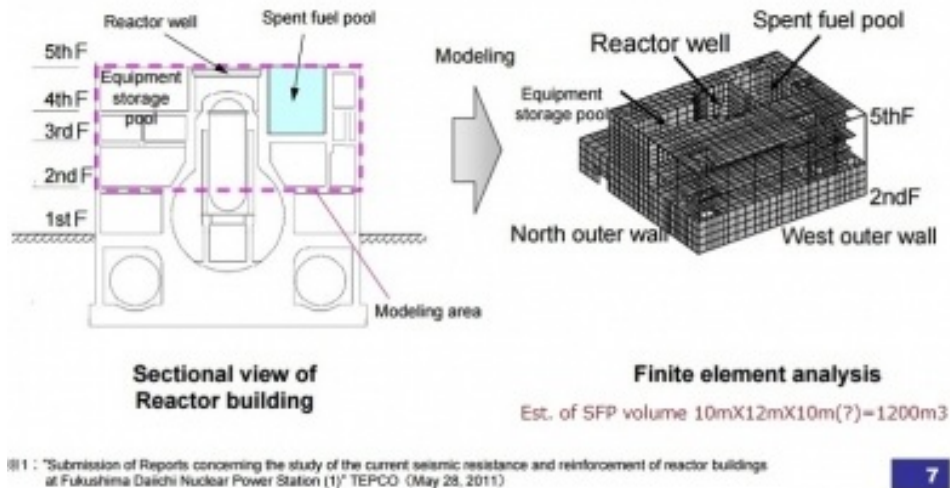 Reactor well
Spent fuel pool
5th F
4th F
3rd F
2nd F
1st F
Equipment
storage
pool
Modeling area
Modeling
Spent fuel pool
Reactor well
Equipment
storage pool
5thF
2ndF
North outer wall
West outer wall
Sectional view of
Reactor building
Finite element analysis
Est. of SFP volume 10mX12mX10m(?)=1200m3
※1 : "Submission of Reports concerning the study of the current seismic resistance and reinforcement of reactor buildings
at Fukushima Daiichi Nuclear Power Station (1)" TEPCO (May 28, 2011)
7